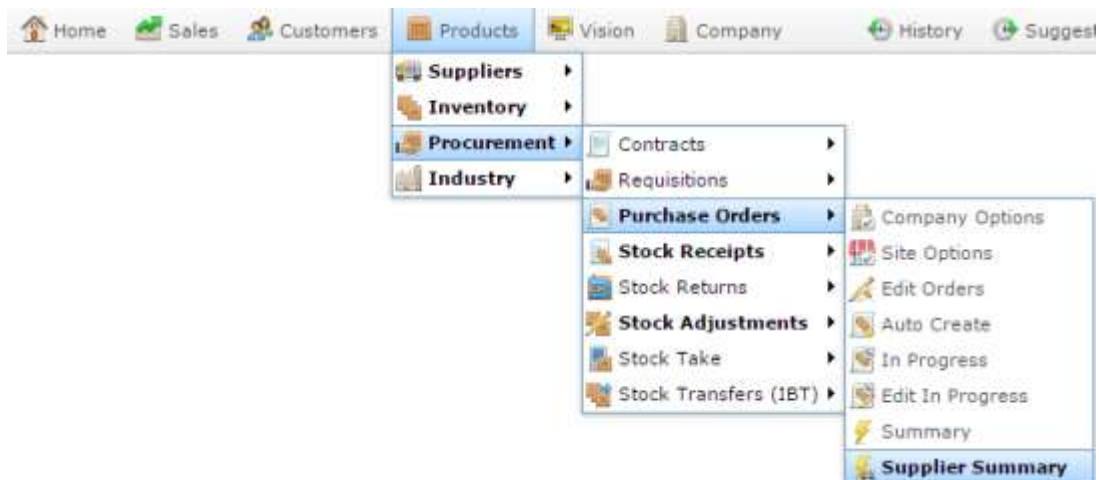 Home Sales Customers Products Vision Company History Suggest
Suppliers
Inventory
Procurement
Industry
Contracts
Requisitions
Purchase Orders
Stock Receipts
Stock Returns
Stock Adjustments
Stock Take
Stock Transfers (IBT)
Company Options
Site Options
Edit Orders
Auto Create
In Progress
Edit In Progress
Summary
Supplier Summary